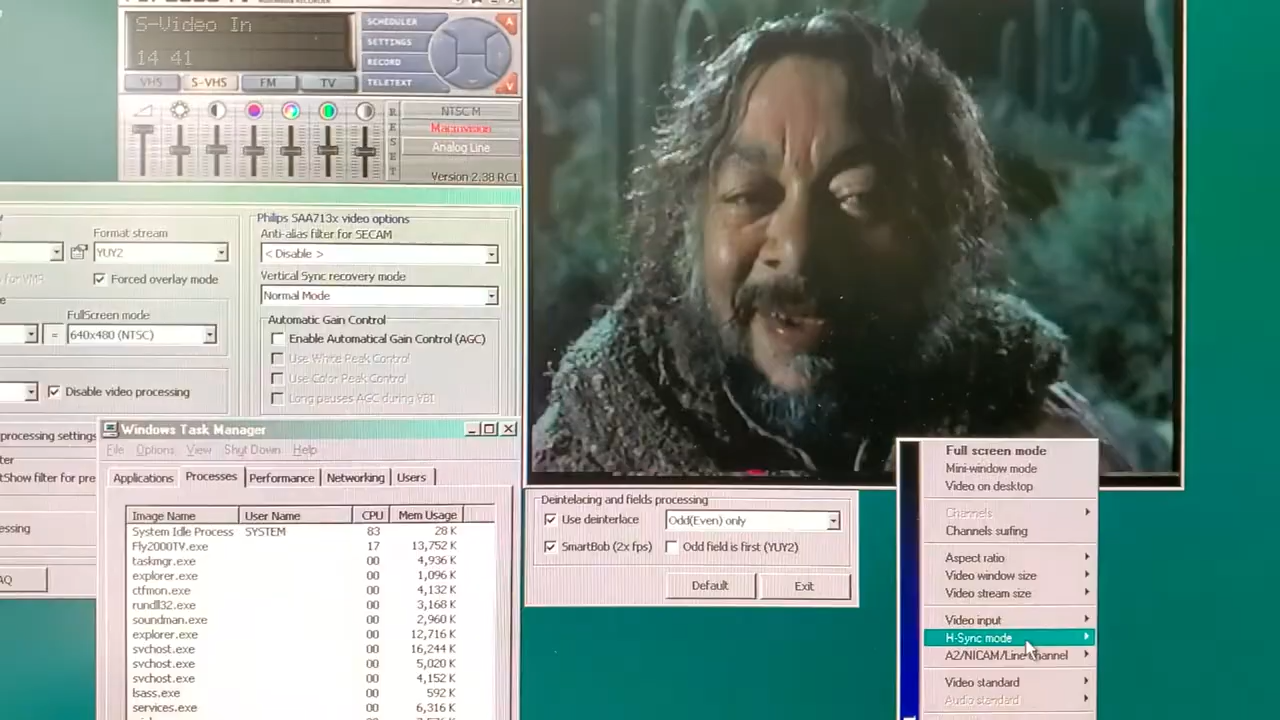 S-Video In
14 41
SCHEDULER
SETTINGS
RECORD
TELETEXT
A
V
VHS
S-VHS
FM
TV
RESET
NTSC M
Macrovision
Analog Line
Version 2.38 RC1
Format stream
YUY2
Forced overlay mode
FullScreen mode
= 640x480 (NTSC)
Disable video processing
processing settings
Philips SAA713x video options
Anti-alias filter for SECAM
< Disable >
Vertical Sync recovery mode
Normal Mode
Automatic Gain Control
Enable Automatical Gain Control (AGC)
Use White Peak Control
Use Color Peak Control
Long pauses AGC during VBI
Windows Task Manager
File Options View Shut Down Help
Applications Processes Performance Networking Users
Image Name User Name CPU Mem Usage
System Idle Process SYSTEM 83 28 K
Fly2000TV.exe 17 13,752 K
taskmgr.exe 00 4,936 K
explorer.exe 00 1,096 K
ctfmon.exe 00 4,132 K
rundll32.exe 00 3,168 K
soundman.exe 00 2,960 K
explorer.exe 00 12,716 K
svchost.exe 00 16,244 K
svchost.exe 00 5,020 K
svchost.exe 00 4,152 K
lsass.exe 00 592 K
services.exe 00 6,316 K
Deintelacing and fields processing
Use deinterlace
Odd(Even) only
SmartBob (2x fps)
Odd field is first (YUY2)
Default
Exit
Full screen mode
Mini-window mode
Video on desktop
Channels
Channels surfing
Aspect ratio
Video window size
Video stream size
Video input
H-Sync mode
A2/NICAM/Line channel
Video standard
Audio standard